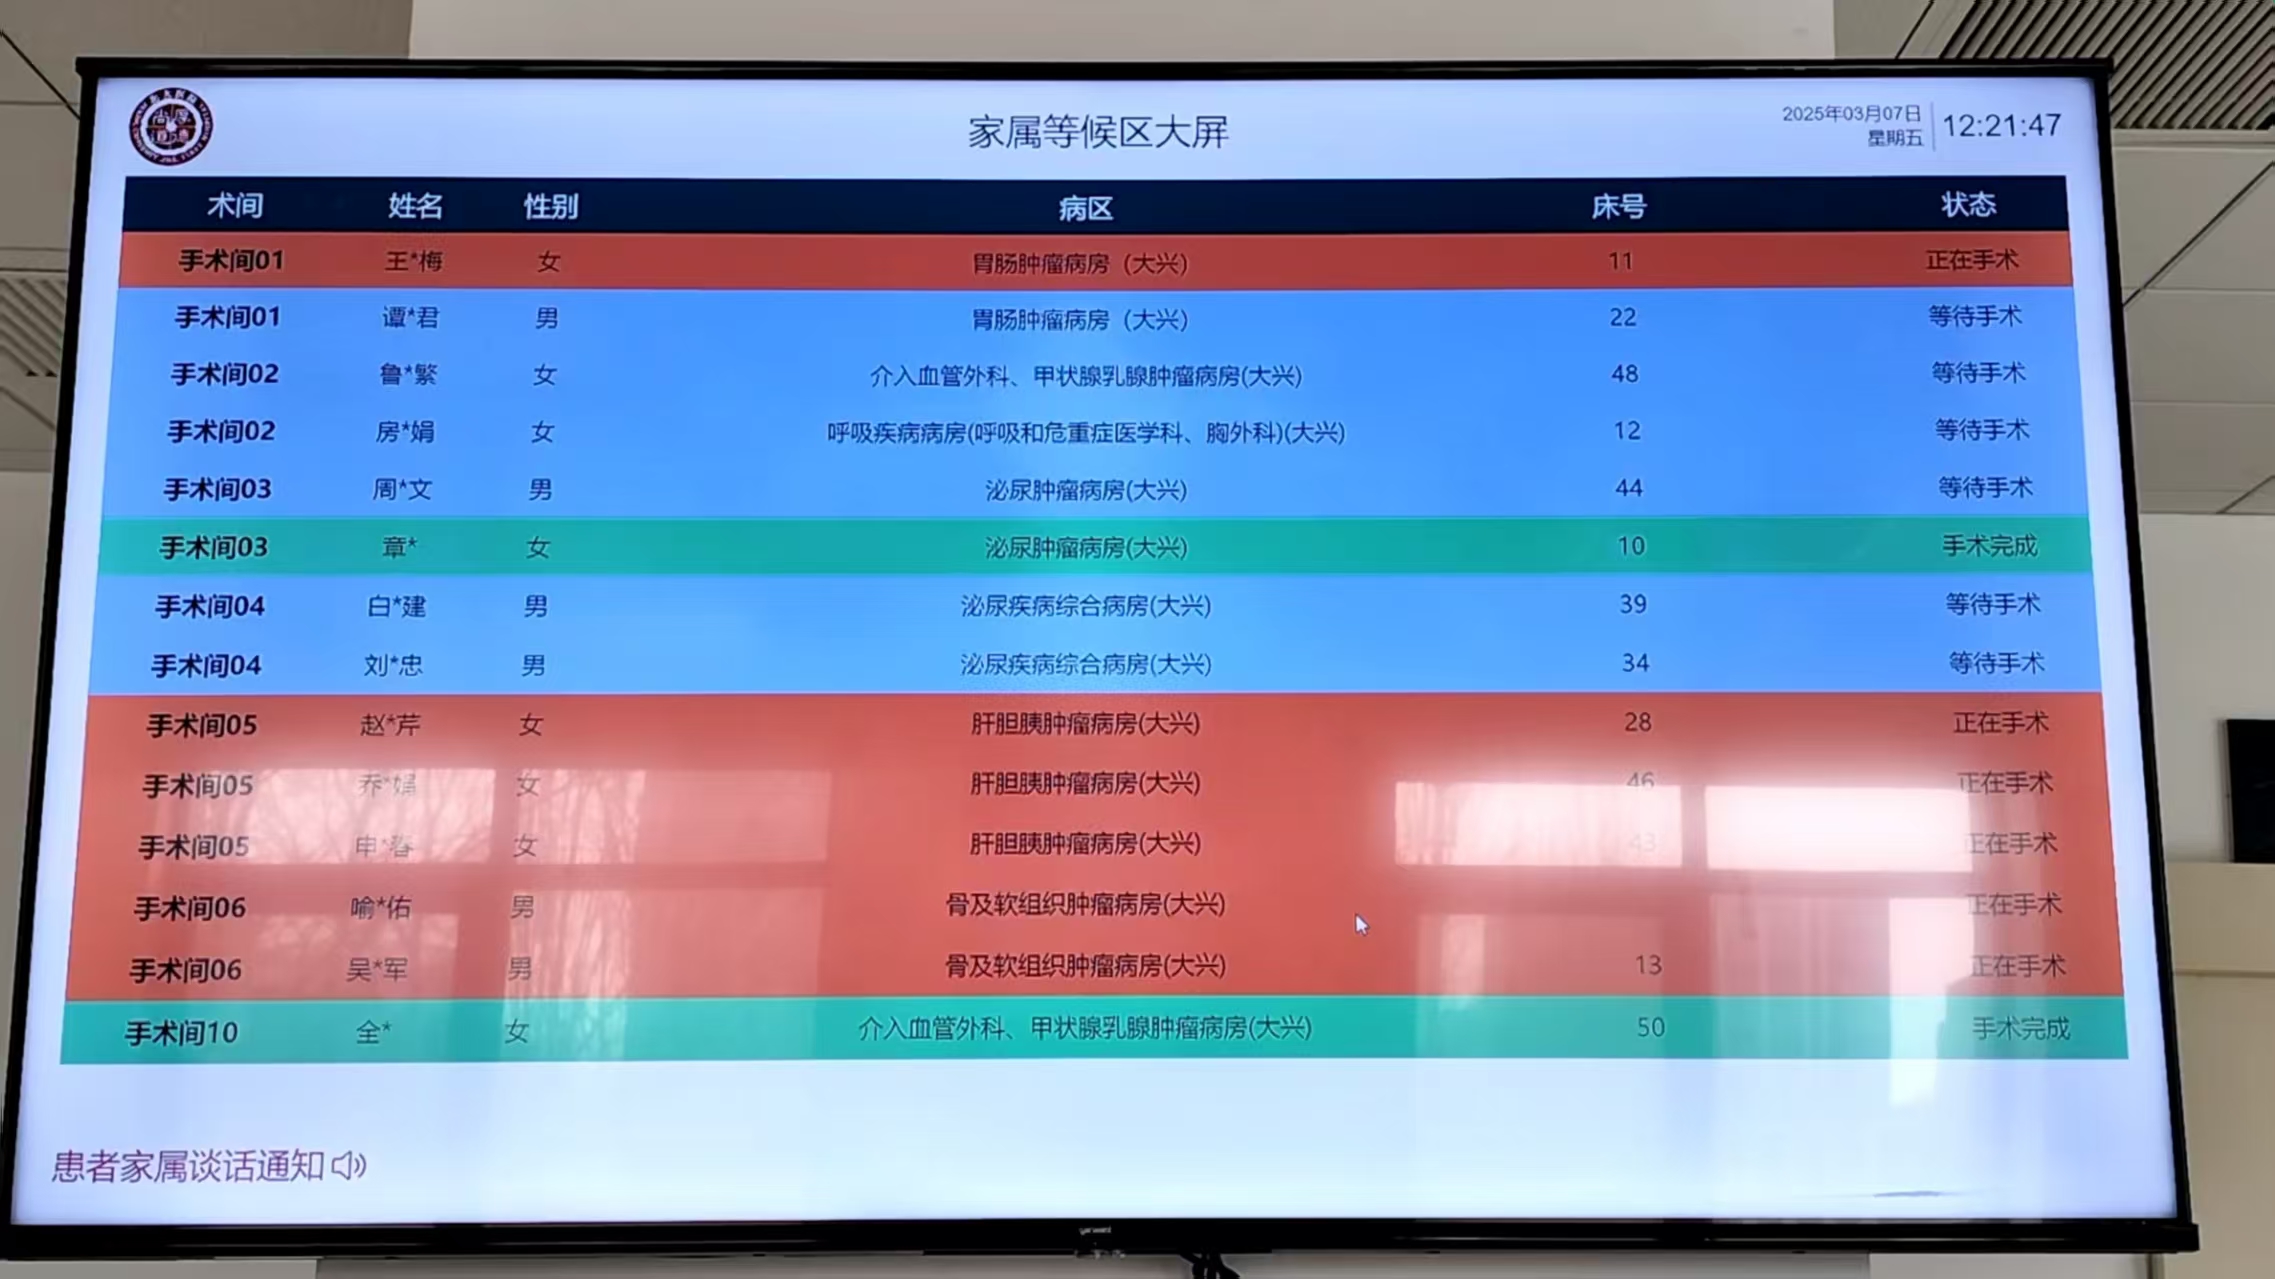 家属等候区大屏
2025年03月07日
星期五
12:21:47
术间 姓名 性别 病区 床号 状态
手术间01 王*梅 女 胃肠肿瘤病房（大兴） 11 正在手术
手术间01 谭*君 男 胃肠肿瘤病房（大兴） 22 等待手术
手术间02 鲁*繁 女 介入血管外科、甲状腺乳腺肿瘤病房(大兴) 48 等待手术
手术间02 房*娟 女 呼吸疾病病房(呼吸和危重症医学科、胸外科)(大兴) 12 等待手术
手术间03 周*文 男 泌尿肿瘤病房(大兴) 44 等待手术
手术间03 章* 女 泌尿肿瘤病房(大兴) 10 手术完成
手术间04 白*建 男 泌尿疾病综合病房(大兴) 39 等待手术
手术间04 刘*忠 男 泌尿疾病综合病房(大兴) 34 等待手术
手术间05 赵*芹 女 肝胆胰肿瘤病房(大兴) 28 正在手术
手术间05 乔*娟 女 肝胆胰肿瘤病房(大兴) 46 正在手术
手术间05 申*春 女 肝胆胰肿瘤病房(大兴) 43 正在手术
手术间06 喻*佑 男 骨及软组织肿瘤病房(大兴) 正在手术
手术间06 吴*军 男 骨及软组织肿瘤病房(大兴) 13 正在手术
手术间10 全* 女 介入血管外科、甲状腺乳腺肿瘤病房(大兴) 50 手术完成
患者家属谈话通知